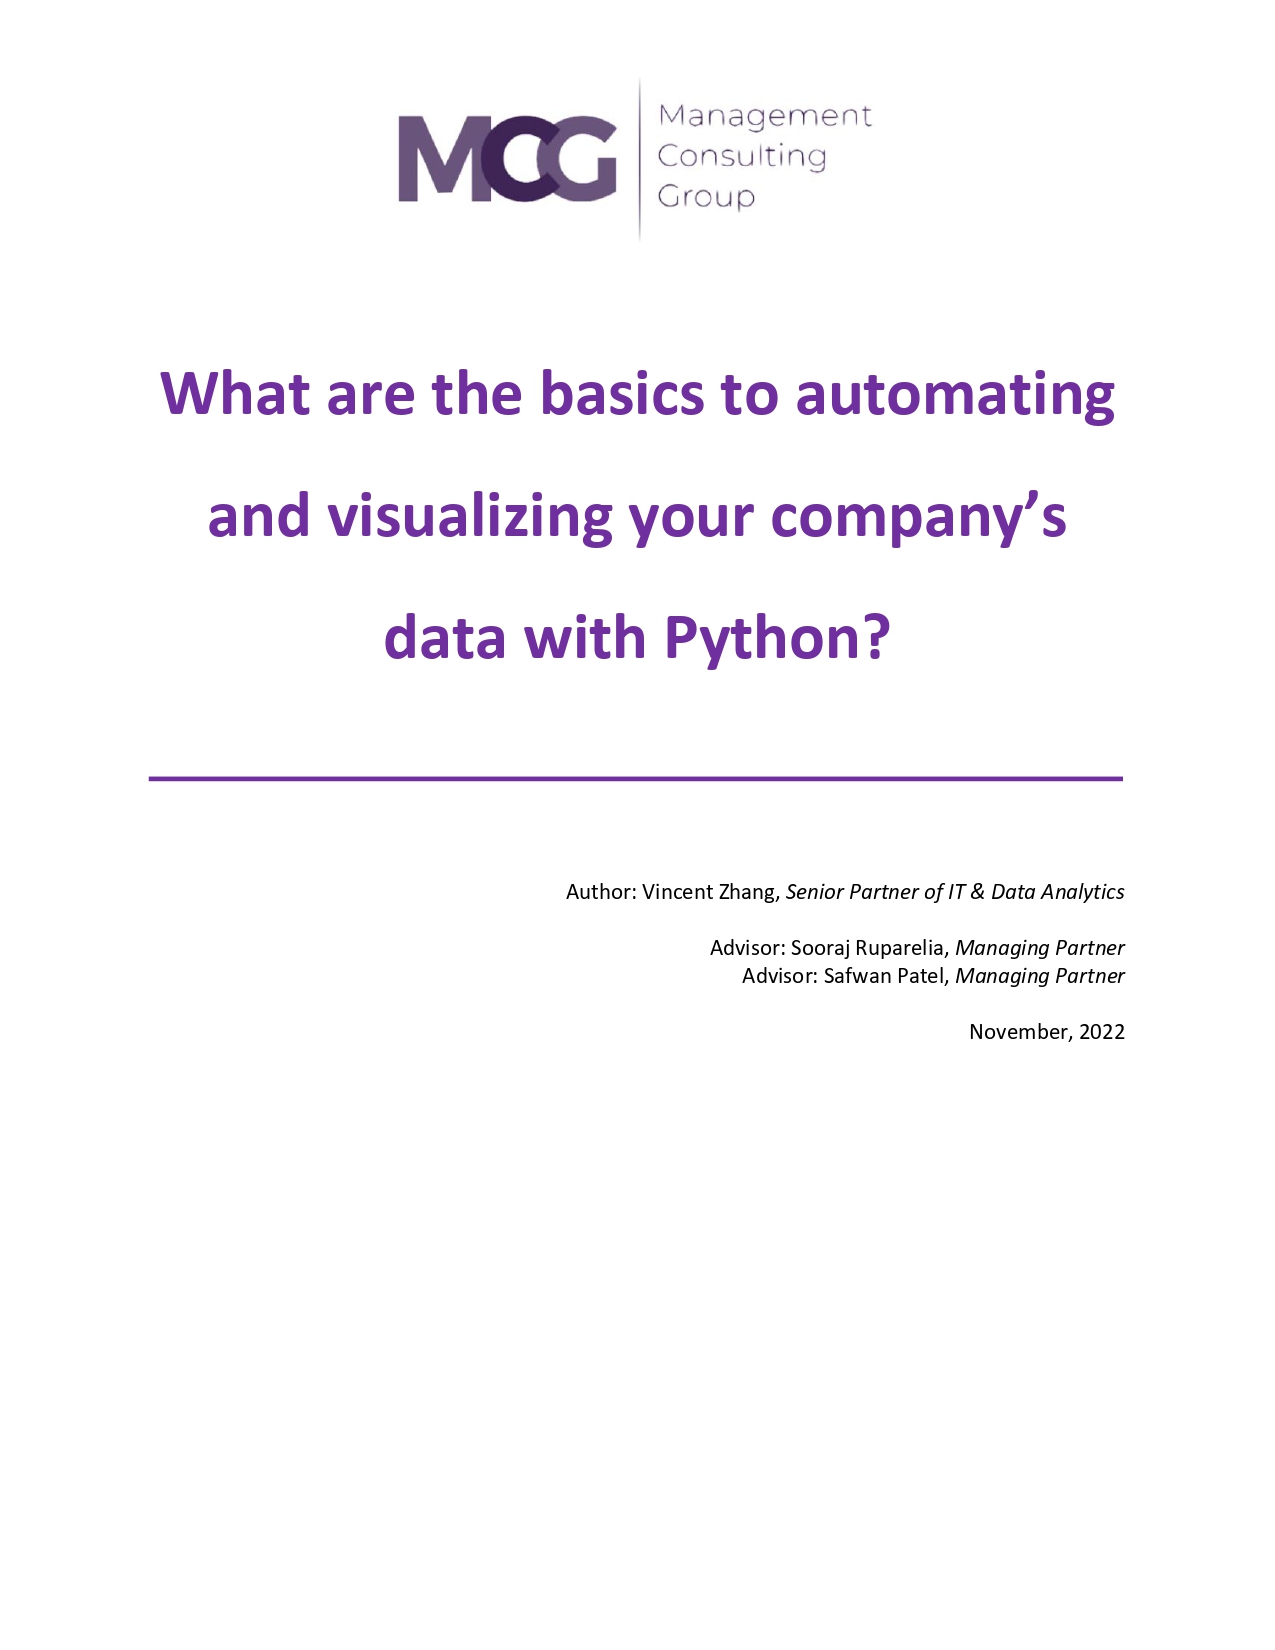 MCG
Management
Consulting
Group
What are the basics to automating
and visualizing your company’s
data with Python?
Author: Vincent Zhang, Senior Partner of IT & Data Analytics
Advisor: Sooraj Ruparelia, Managing Partner
Advisor: Safwan Patel, Managing Partner
November, 2022